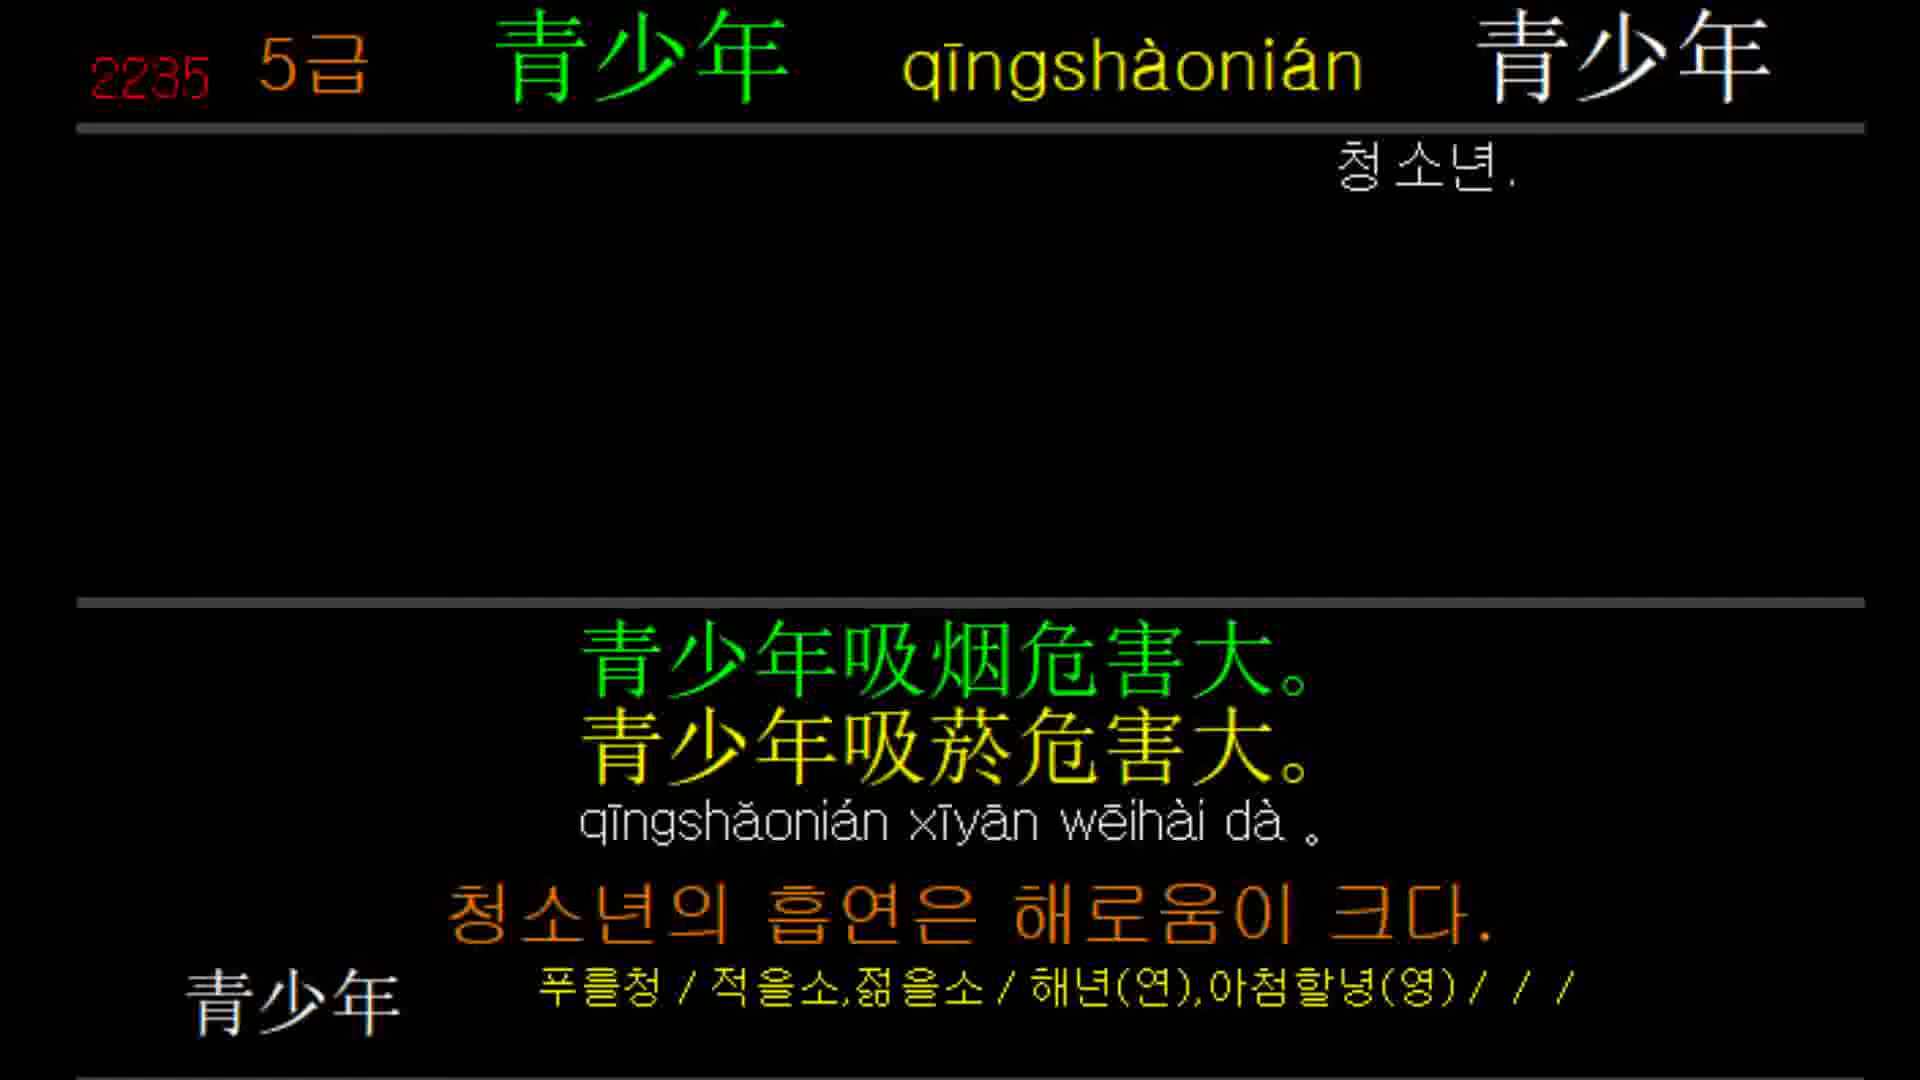 2235 5급 青少年 qīngshàonián 青少年
청소년.
青少年吸烟危害大。
青少年吸菸危害大。
qīngshǎonián xīyān wēihài dà 。
청소년의 흡연은 해로움이 크다.
青少年 푸를청 / 적을소,젊을소 / 해년(연),아첨할녕(영) / / /